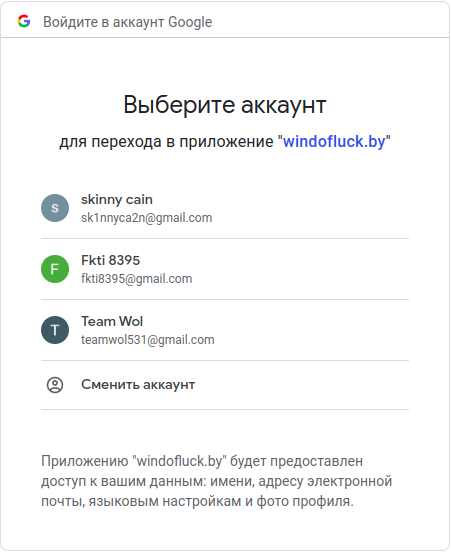 Войдите в аккаунт Google
Выберите аккаунт
для перехода в приложение "windofluck.by"
s
skinny cain
sk1nnyca2n@gmail.com
F
Fkti 8395
fkti8395@gmail.com
T
Team Wol
teamwol531@gmail.com
Сменить аккаунт
Приложению "windofluck.by" будет предоставлен
доступ к вашим данным: имени, адресу электронной
почты, языковым настройкам и фото профиля.